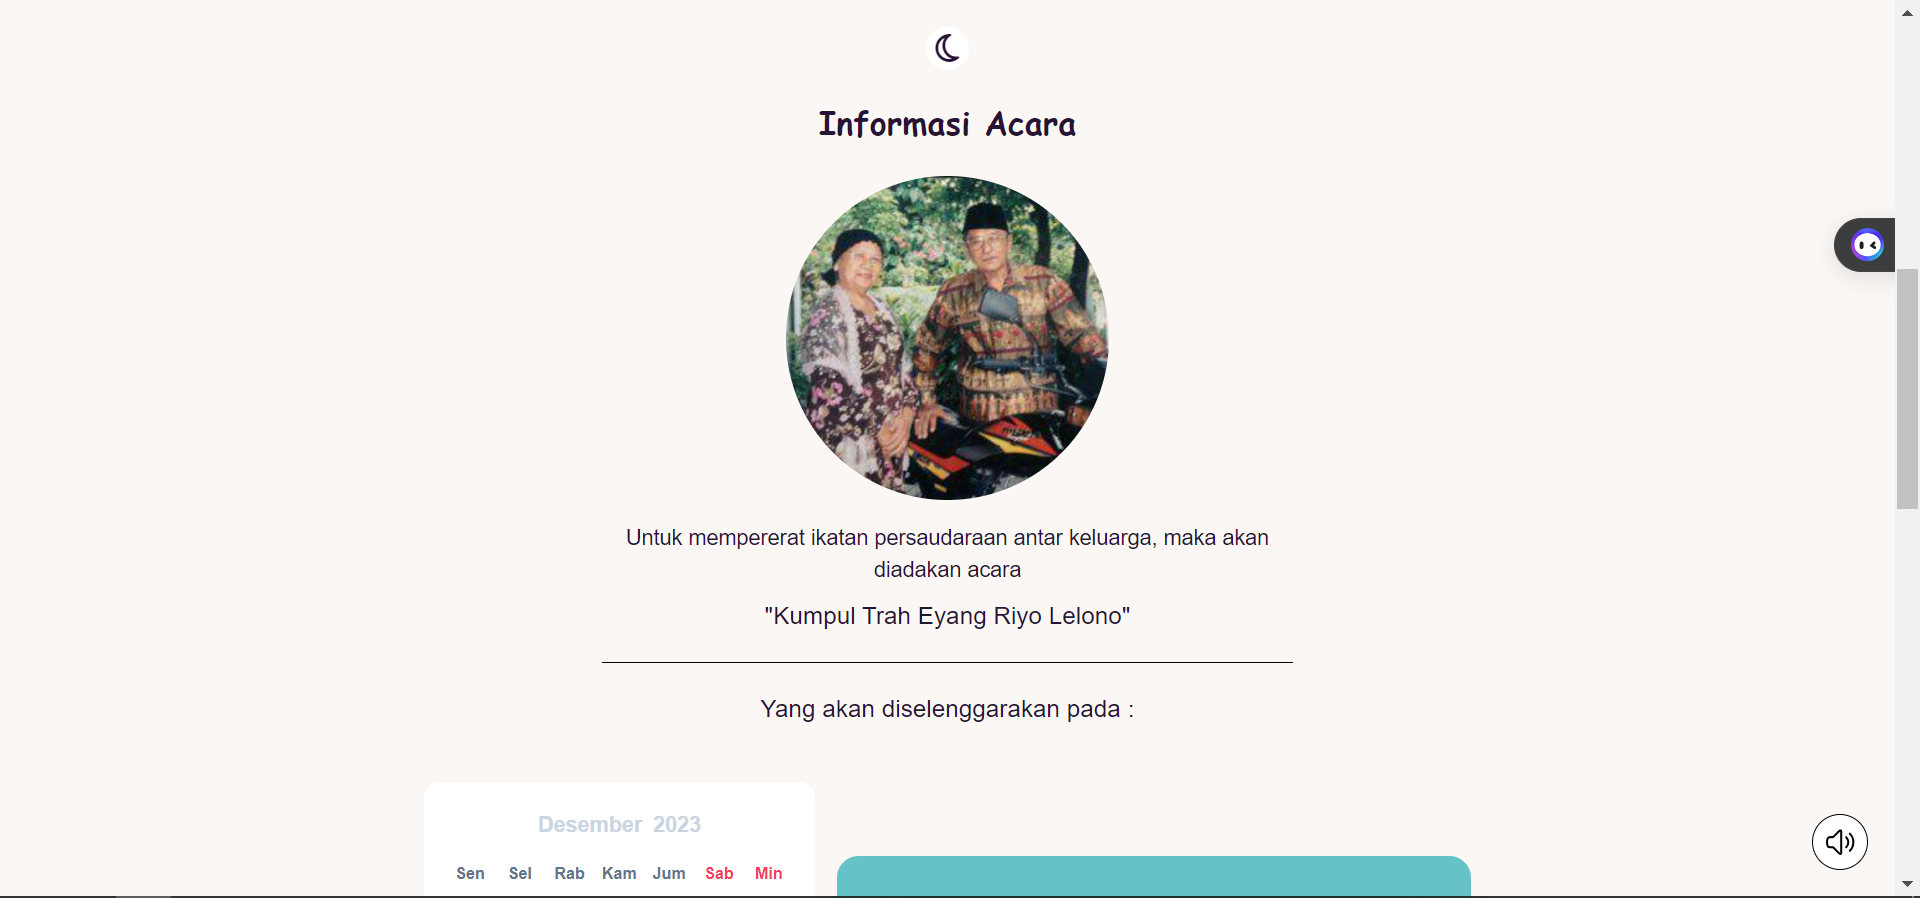 Informasi Acara
Untuk mempererat ikatan persaudaraan antar keluarga, maka akan
diadakan acara
"Kumpul Trah Eyang Riyo Lelono"
Yang akan diselenggarakan pada :
Desember 2023
Sen Sel Rab Kam Jum Sab Min